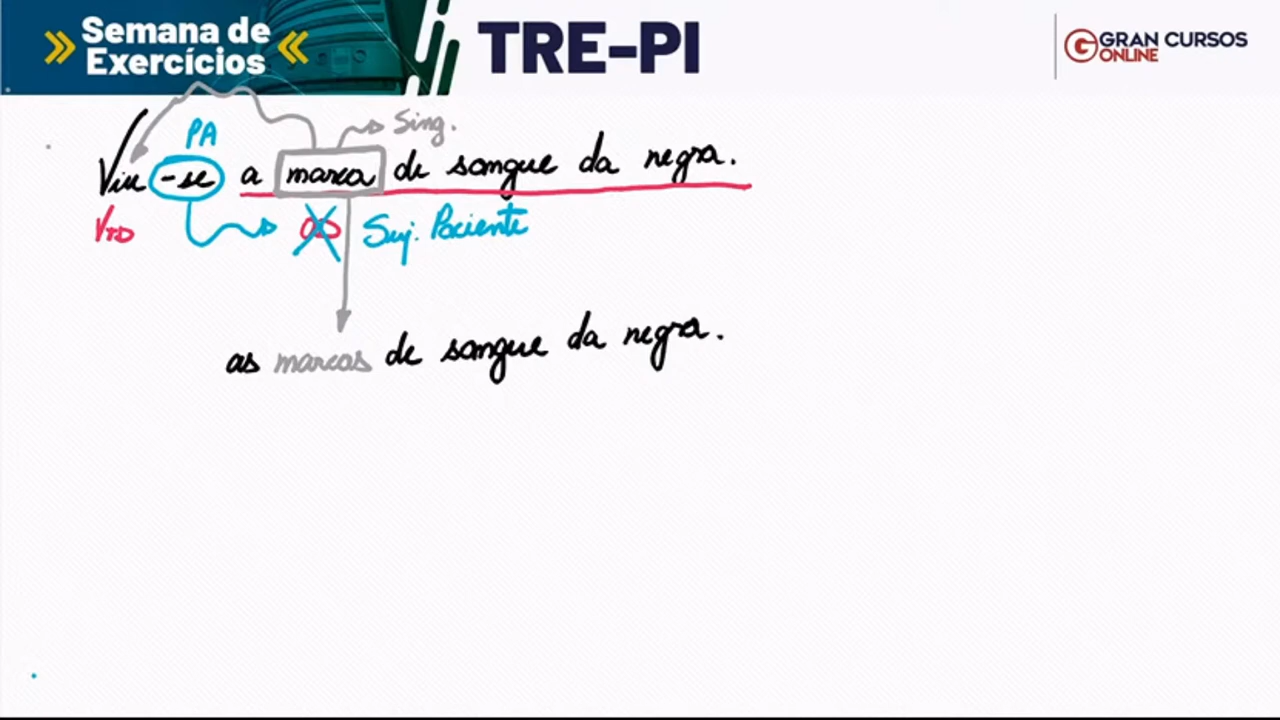 Semana de
Exercícios
TRE-PI
GRAN CURSOS
ONLINE
PA
Sing.
Viu -se a marca de sangue da negra.
VTD
OD Suj. Paciente
as marcas de sangue da negra.